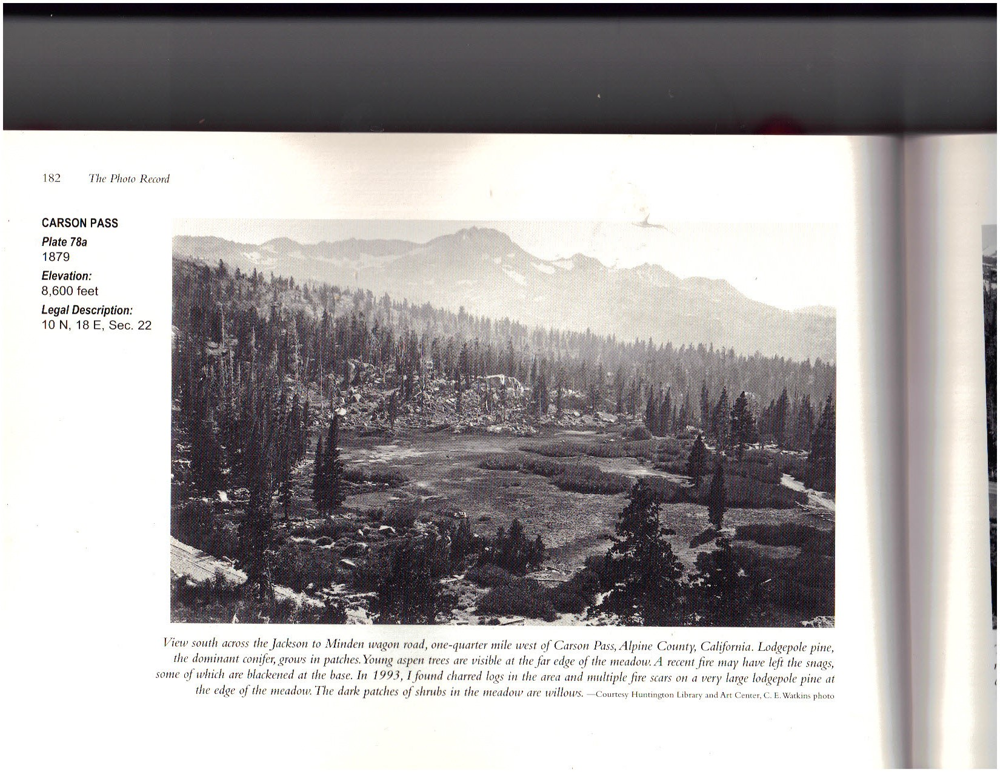 182 The Photo Record
CARSON PASS
Plate 78a
1879
Elevation:
8,600 feet
Legal Description:
10 N, 18 E, Sec. 22
View south across the Jackson to Minden wagon road, one-quarter mile west of Carson Pass, Alpine County, California. Lodgepole pine,
the dominant conifer, grows in patches. Young aspen trees are visible at the far edge of the meadow. A recent fire may have left the snags,
some of which are blackened at the base. In 1993, I found charred logs in the area and multiple fire scars on a very large lodgepole pine at
the edge of the meadow. The dark patches of shrubs in the meadow are willows. —Courtesy Huntington Library and Art Center, C. E. Watkins photo